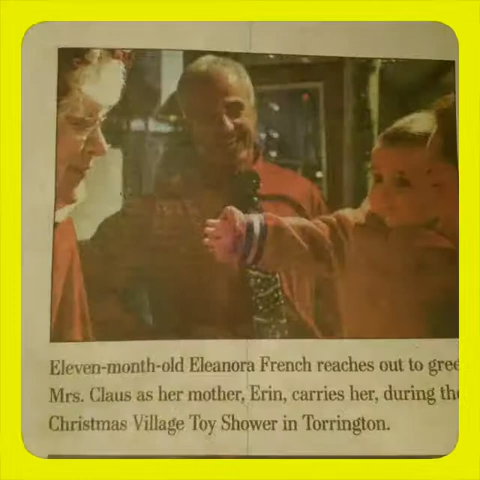 Eleven-month-old Eleanora French reaches out to gree
Mrs. Claus as her mother, Erin, carries her, during the
Christmas Village Toy Shower in Torrington.